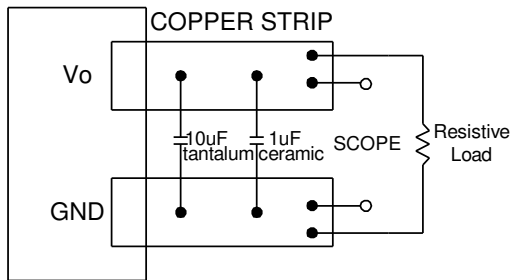 COPPER STRIP
Vo
10uF
tantalum
1uF
ceramic
SCOPE
Resistive
Load
GND